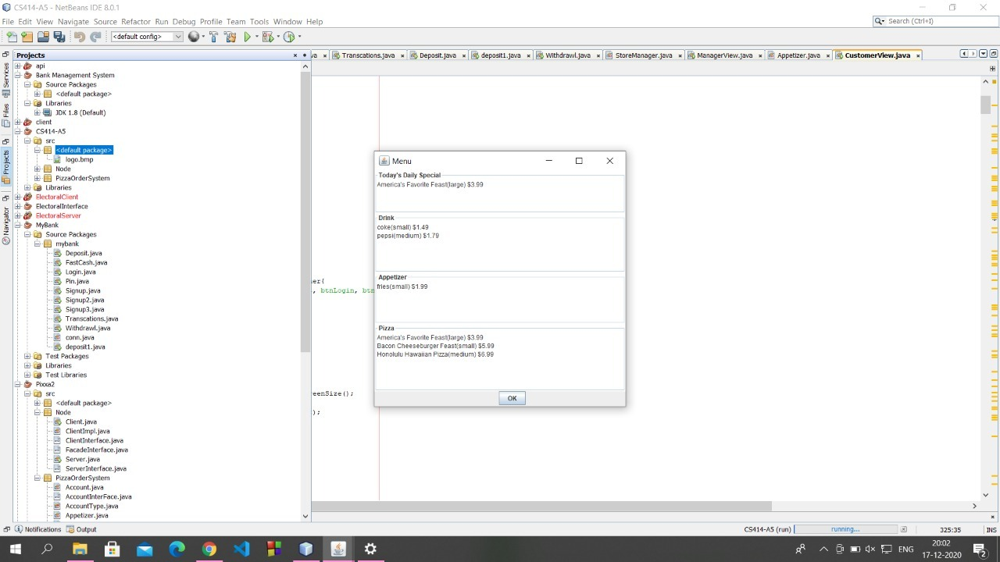 CS414-A5 - NetBeans IDE 8.0.1
File Edit View Navigate Source Refactor Run Debug Profile Team Tools Window Help
Search (Ctrl+I)
<default config>
Projects
va
Transcations.java
Deposit.java
deposit1.java
Withdrawl.java
StoreManager.java
ManagerView.java
Appetizer.java
CustomerView.java
Services
Files
Projects
Navigator
api
Bank Management System
Source Packages
<default package>
Libraries
JDK 1.8 (Default)
client
CS414-A5
src
<default package>
logo.bmp
Node
PizzaOrderSystem
Libraries
ElectoralClient
ElectoralInterface
ElectoralServer
MyBank
Source Packages
mybank
Deposit.java
FastCash.java
Login.java
Pin.java
Signup.java
Signup2.java
Signup3.java
Transcations.java
Withdrawl.java
conn.java
deposit1.java
Test Packages
Libraries
Test Libraries
Pixxa2
src
<default package>
Node
Client.java
ClientImpl.java
ClientInterface.java
FacadeInterface.java
Server.java
ServerInterface.java
PizzaOrderSystem
Account.java
AccountInterFace.java
AccountType.java
Appetizer.java
ner{
, btnLogin, btn
reenSize();
);
Menu
Today's Daily Special
America's Favorite Feast(large) $3.99
Drink
coke(small) $1.49
pepsi(medium) $1.79
Appetizer
fries(small) $1.99
Pizza
America's Favorite Feast(large) $3.99
Bacon Cheeseburger Feast(small) $5.99
Honolulu Hawaiian Pizza(medium) $6.99
OK
Notifications
Output
CS414-A5 (run)
running...
325:35
INS
ENG
20:02
17-12-2020
2